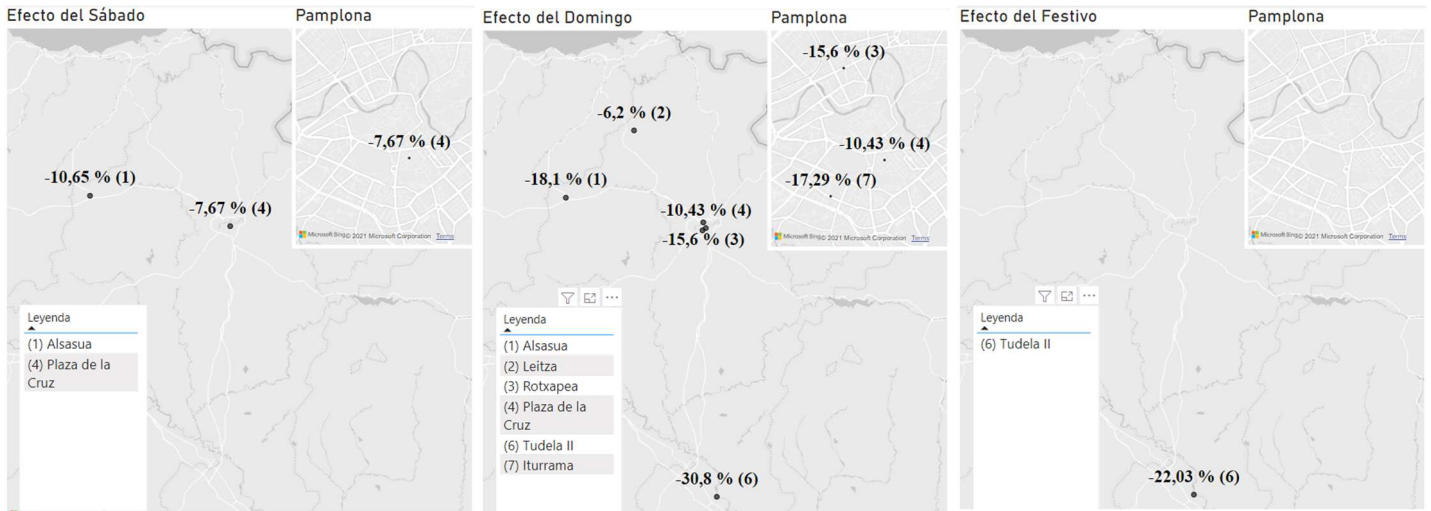 Efecto del Sábado
Pamplona
-7,67 % (4)
-10,65 % (1)
-7,67 % (4)
Microsoft Bing © 2021 Microsoft Corporation Terms
Leyenda
(1) Alsasua
(4) Plaza de la
Cruz
Efecto del Domingo
Pamplona
-15,6 % (3)
-6,2 % (2)
-10,43 % (4)
-18,1 % (1)
-17,29 % (7)
-10,43 % (4)
-15,6 % (3)
Microsoft Bing © 2021 Microsoft Corporation Terms
Leyenda
(1) Alsasua
(2) Leitza
(3) Rotxapea
(4) Plaza de la
Cruz
(6) Tudela II
(7) Iturrama
-30,8 % (6)
Efecto del Festivo
Pamplona
Microsoft Bing © 2021 Microsoft Corporation Terms
Leyenda
(6) Tudela II
-22,03 % (6)